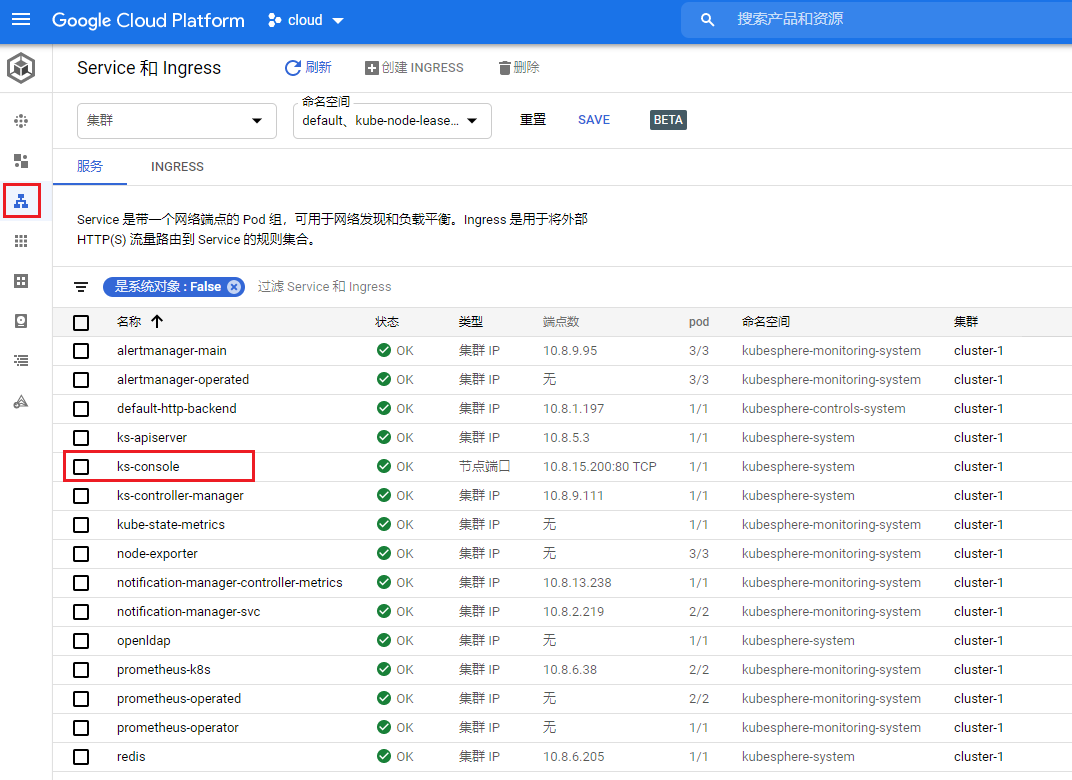 Google Cloud Platform cloud 搜索产品和资源
Service 和 Ingress 刷新 创建 INGRESS 删除
命名空间
集群 default、kube-node-lease... 重置 SAVE BETA
服务 INGRESS
Service 是带一个网络端点的 Pod 组，可用于网络发现和负载平衡。Ingress 是用于将外部
HTTP(S) 流量路由到 Service 的规则集合。
是系统对象 : False 过滤 Service 和 Ingress
名称 状态 类型 端点数 pod 命名空间 集群
alertmanager-main OK 集群 IP 10.8.9.95 3/3 kubesphere-monitoring-system cluster-1
alertmanager-operated OK 集群 IP 无 3/3 kubesphere-monitoring-system cluster-1
default-http-backend OK 集群 IP 10.8.1.197 1/1 kubesphere-controls-system cluster-1
ks-apiserver OK 集群 IP 10.8.5.3 1/1 kubesphere-system cluster-1
ks-console OK 节点端口 10.8.15.200:80 TCP 1/1 kubesphere-system cluster-1
ks-controller-manager OK 集群 IP 10.8.9.111 1/1 kubesphere-system cluster-1
kube-state-metrics OK 集群 IP 无 1/1 kubesphere-monitoring-system cluster-1
node-exporter OK 集群 IP 无 3/3 kubesphere-monitoring-system cluster-1
notification-manager-controller-metrics OK 集群 IP 10.8.13.238 1/1 kubesphere-monitoring-system cluster-1
notification-manager-svc OK 集群 IP 10.8.2.219 2/2 kubesphere-monitoring-system cluster-1
openldap OK 集群 IP 无 1/1 kubesphere-system cluster-1
prometheus-k8s OK 集群 IP 10.8.6.38 2/2 kubesphere-monitoring-system cluster-1
prometheus-operated OK 集群 IP 无 2/2 kubesphere-monitoring-system cluster-1
prometheus-operator OK 集群 IP 无 1/1 kubesphere-monitoring-system cluster-1
redis OK 集群 IP 10.8.6.205 1/1 kubesphere-system cluster-1